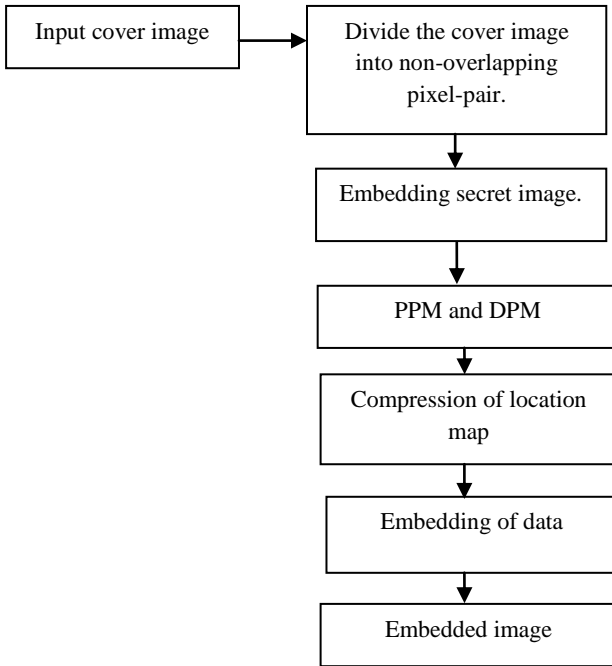 Input cover image
Divide the cover image
into non-overlapping
pixel-pair.
Embedding secret image.
PPM and DPM
Compression of location
map
Embedding of data
Embedded image